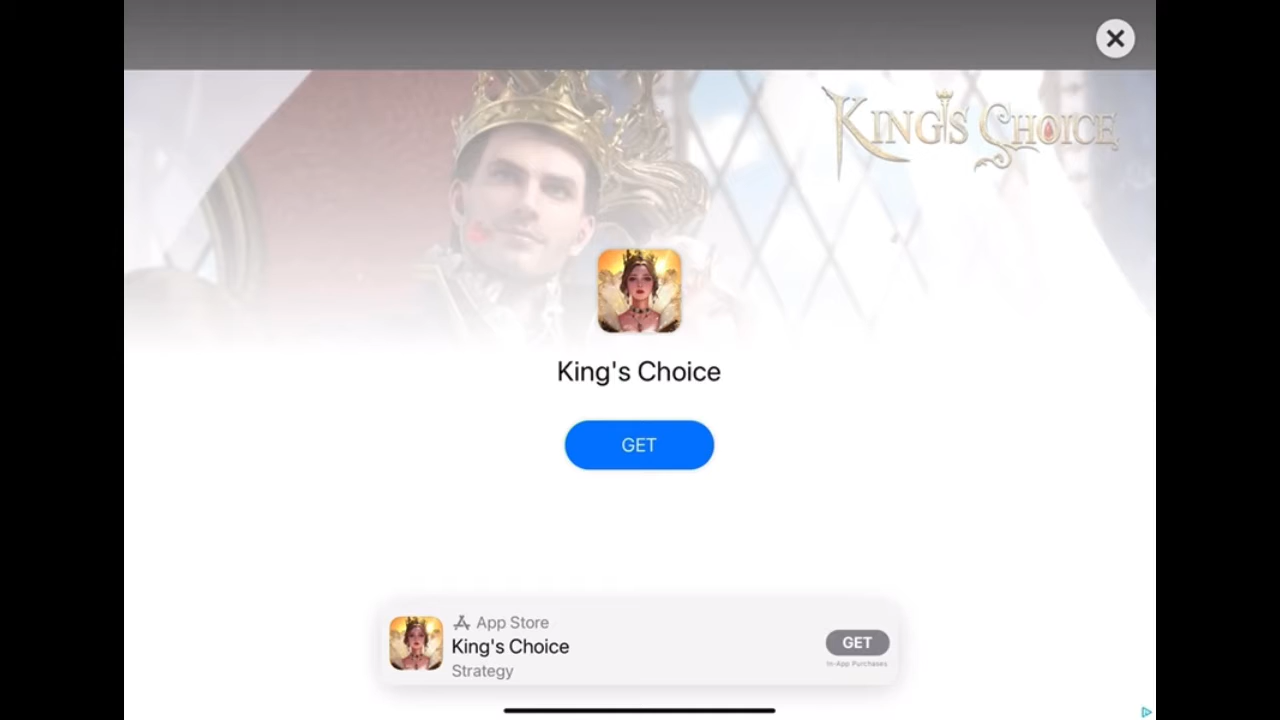 KING'S CHOICE
King's Choice
GET
App Store
King's Choice
Strategy
GET
In-App Purchases